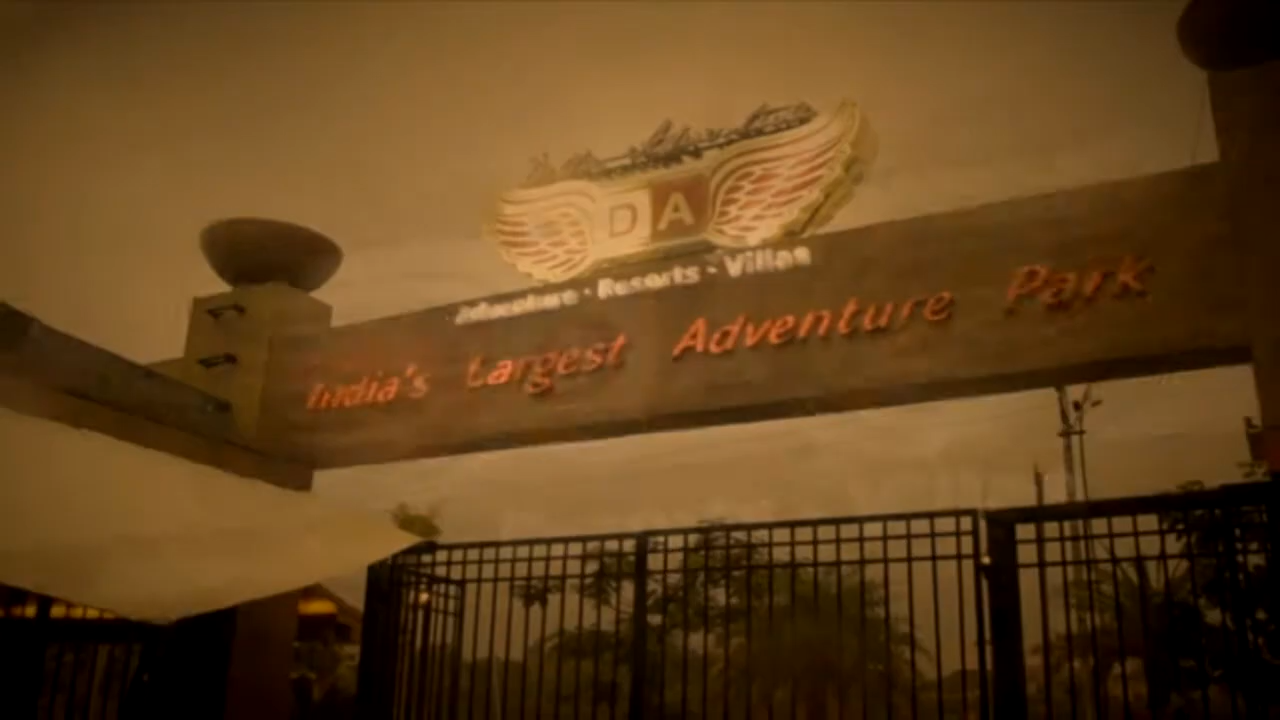 DA
Adventure · Resorts · Villas
India's Largest Adventure Park